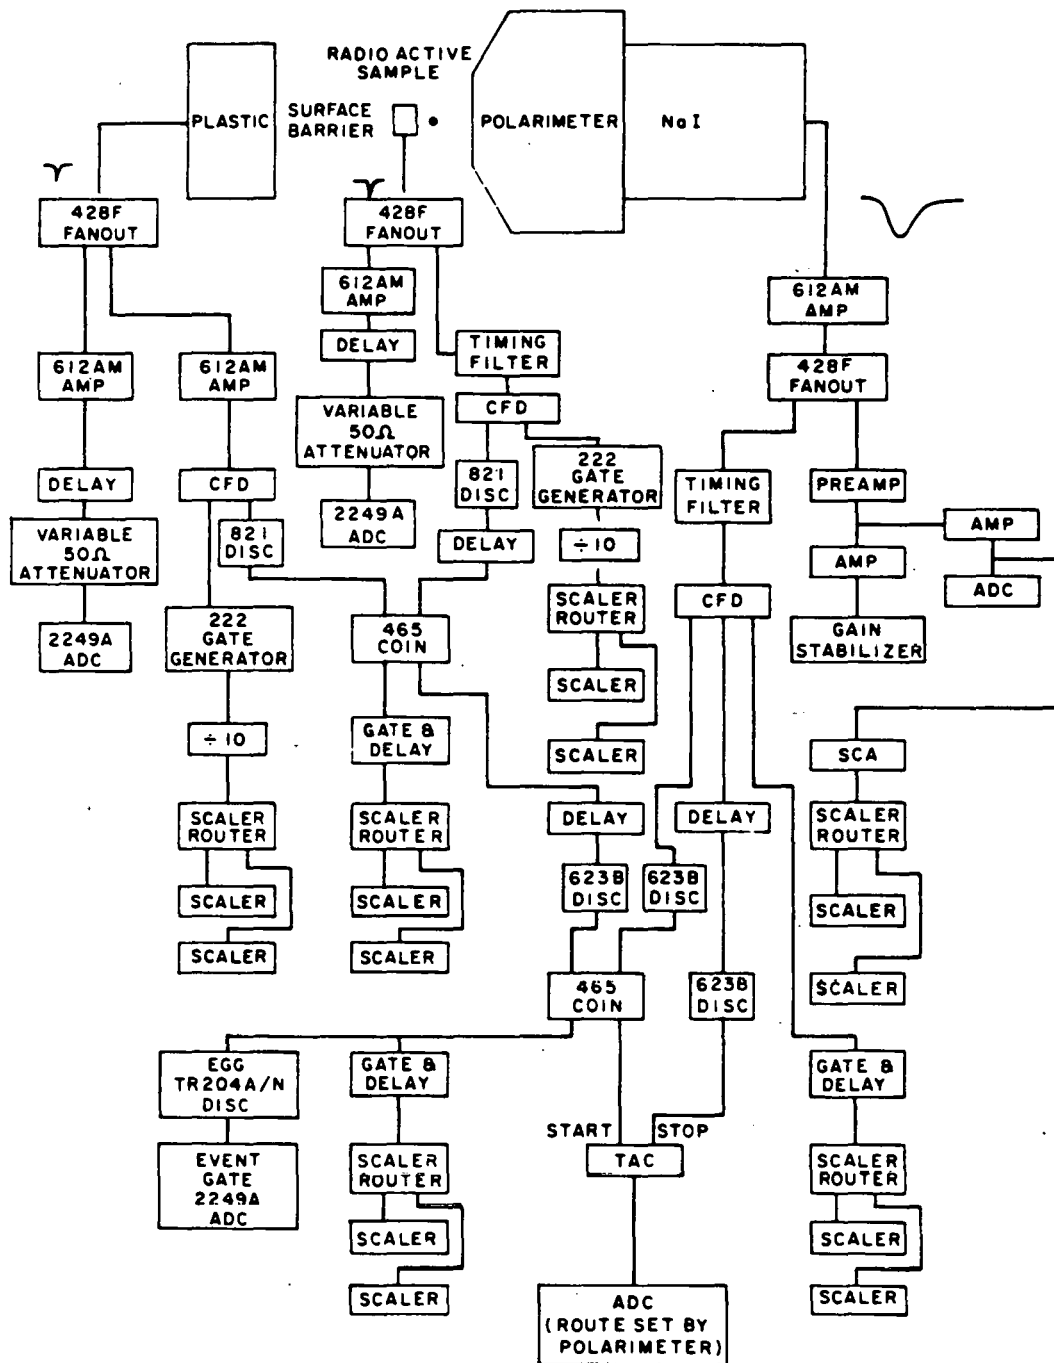 RADIO ACTIVE
SAMPLE
PLASTIC
SURFACE
BARRIER
POLARIMETER
NaI
428F
FANOUT
428F
FANOUT
612AM
AMP
612AM
AMP
612AM
AMP
612AM
AMP
DELAY
TIMING
FILTER
428F
FANOUT
VARIABLE
50Ω
ATTENUATOR
CFD
DELAY
CFD
821
DISC
222
GATE
GENERATOR
TIMING
FILTER
PREAMP
VARIABLE
50Ω
ATTENUATOR
821
DISC
2249A
ADC
DELAY
÷10
AMP
AMP
ADC
2249A
ADC
222
GATE
GENERATOR
465
COIN
SCALER
ROUTER
CFD
GAIN
STABILIZER
SCALER
÷10
GATE &
DELAY
SCALER
SCA
SCALER
ROUTER
SCALER
ROUTER
DELAY
DELAY
SCALER
ROUTER
SCALER
SCALER
623B
DISC
623B
DISC
SCALER
SCALER
SCALER
465
COIN
623B
DISC
SCALER
EGG
TR204A/N
DISC
GATE &
DELAY
GATE &
DELAY
START
STOP
TAC
EVENT
GATE
2249A
ADC
SCALER
ROUTER
SCALER
ROUTER
SCALER
SCALER
SCALER
SCALER
ADC
(ROUTE SET BY
POLARIMETER)